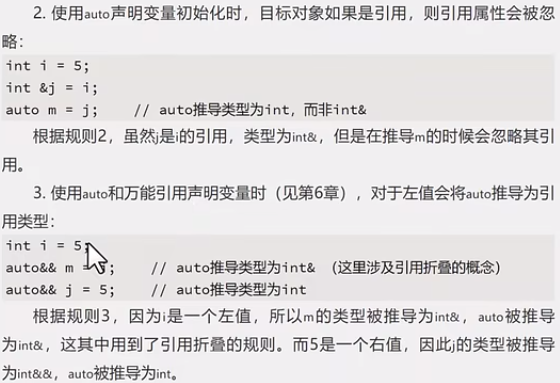 2. 使用auto声明变量初始化时，目标对象如果是引用，则引用属性会被忽
略：
int i = 5;
int &j = i;
auto m = j;    // auto推导类型为int，而非int&
根据规则2，虽然j是i的引用，类型为int&，但是在推导m的时候会忽略其引
用。
3. 使用auto和万能引用声明变量时（见第6章），对于左值会将auto推导为引
用类型：
int i = 5;
auto&& m = ;    // auto推导类型为int& （这里涉及引用折叠的概念）
auto&& j = 5;    // auto推导类型为int
根据规则3，因为i是一个左值，所以m的类型被推导为int&，auto被推导
为int&，这其中用到了引用折叠的规则。而5是一个右值，因此j的类型被推导
为int&&，auto被推导为int。